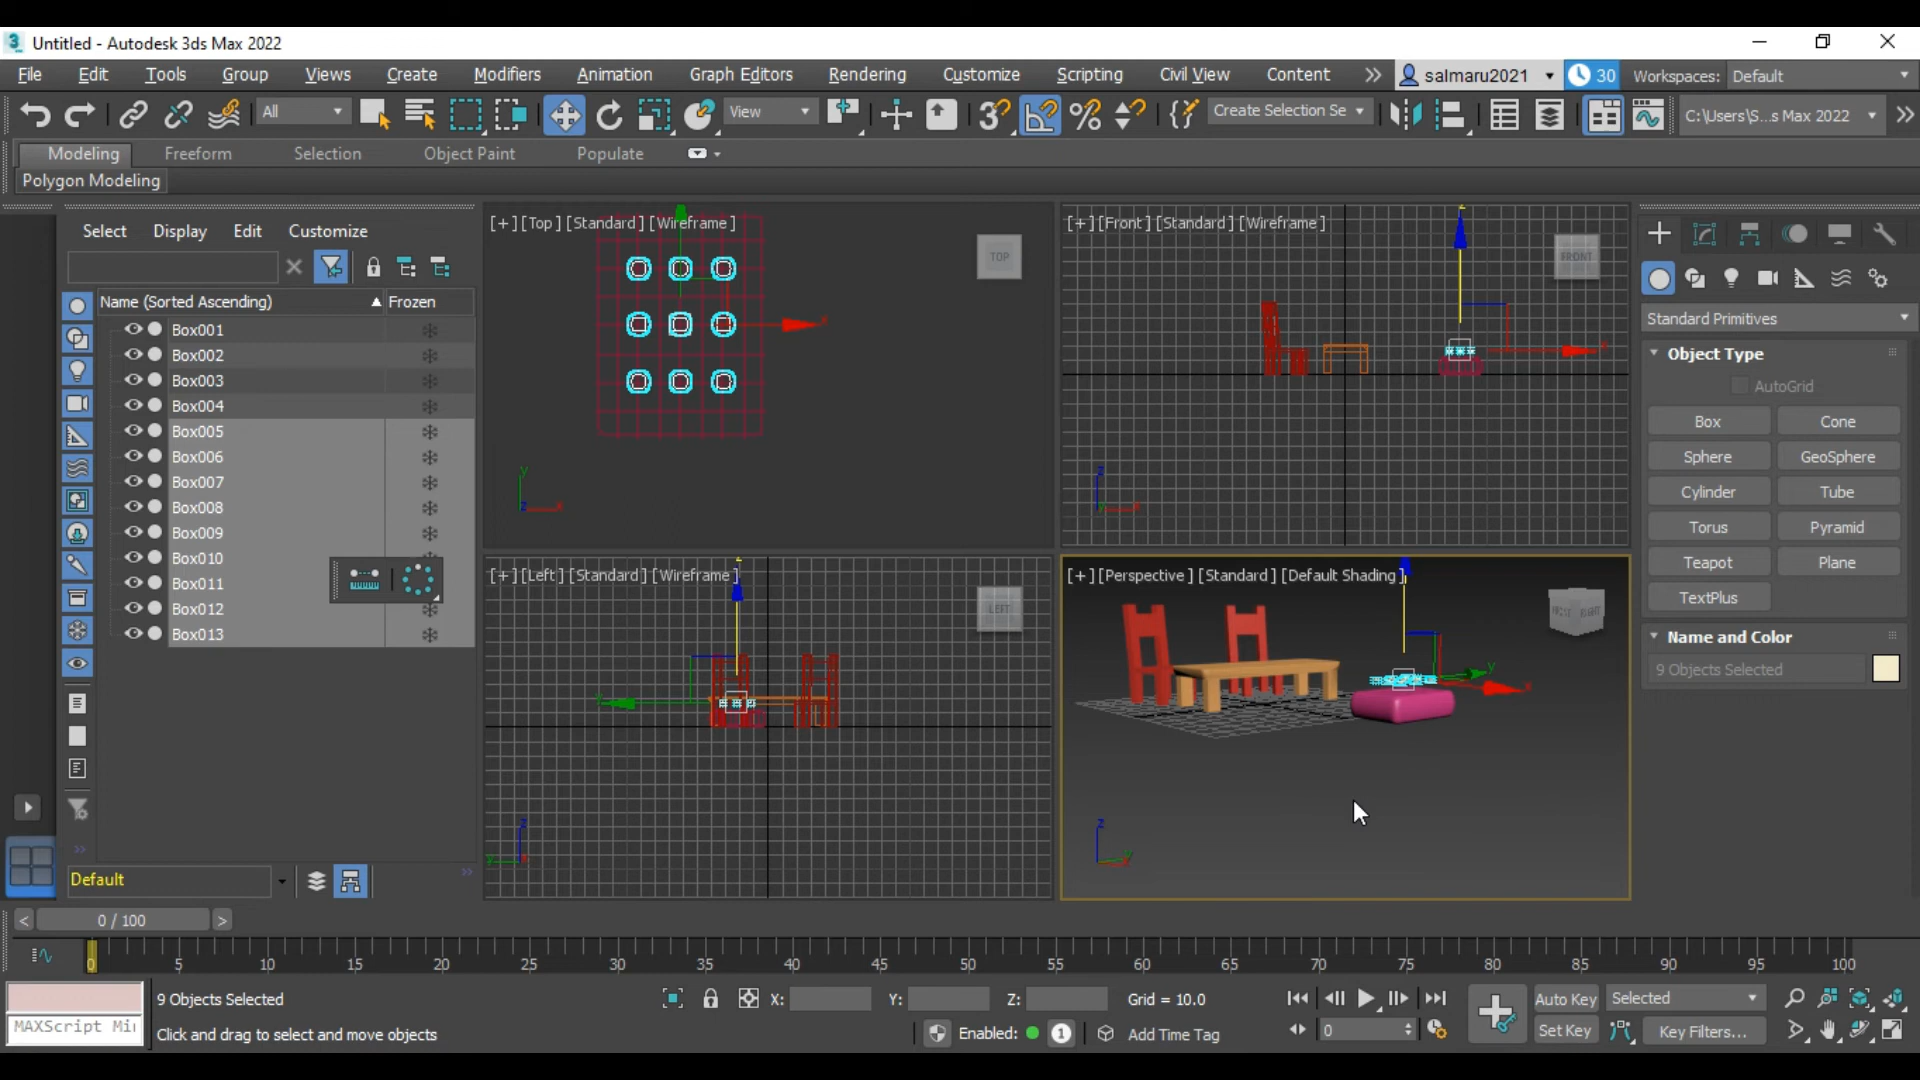 Untitled - Autodesk 3ds Max 2022
File Edit Tools Group Views Create Modifiers Animation Graph Editors Rendering Customize Scripting Civil View Content salmaru2021 30 Workspaces: Default
All View Create Selection Se C:\Users\S...s Max 2022
Modeling Freeform Selection Object Paint Populate
Polygon Modeling
Select Display Edit Customize
Name (Sorted Ascending) Frozen
Box001
Box002
Box003
Box004
Box005
Box006
Box007
Box008
Box009
Box010
Box011
Box012
Box013
Default
[+] [Top] [Standard] [Wireframe]
TOP
[+] [Front] [Standard] [Wireframe]
FRONT
[+] [Left] [Standard] [Wireframe]
LEFT
[+] [Perspective] [Standard] [Default Shading]
Standard Primitives
Object Type
AutoGrid
Box Cone
Sphere GeoSphere
Cylinder Tube
Torus Pyramid
Teapot Plane
TextPlus
Name and Color
9 Objects Selected
0 / 100
0 5 10 15 20 25 30 35 40 45 50 55 60 65 70 75 80 85 90 95 100
9 Objects Selected X: Y: Z: Grid = 10.0 Auto Key Selected
MAXScript Mi
Click and drag to select and move objects Enabled: 1 Add Time Tag 0 Set Key Key Filters...